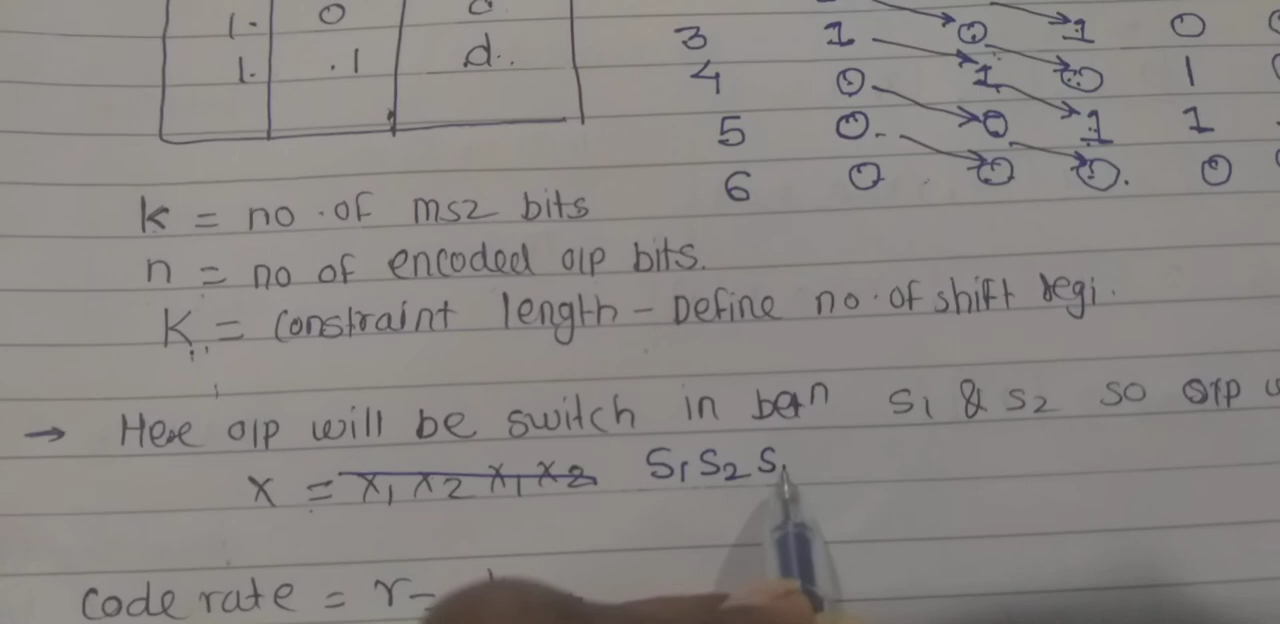 1. 0
1. .1 d..
3 1 0 1 0
4 0 1 0 1
5 0 0 1 1
6 0 0 0 0
k = no. of msz bits
n = no of encoded o/p bits.
K = constraint length - Define no. of shift regi.
→ Here o/p will be switch in betn S1 & S2 so o/p
x = x1 x2 x1 x2 S1 S2 S1
code rate = r =